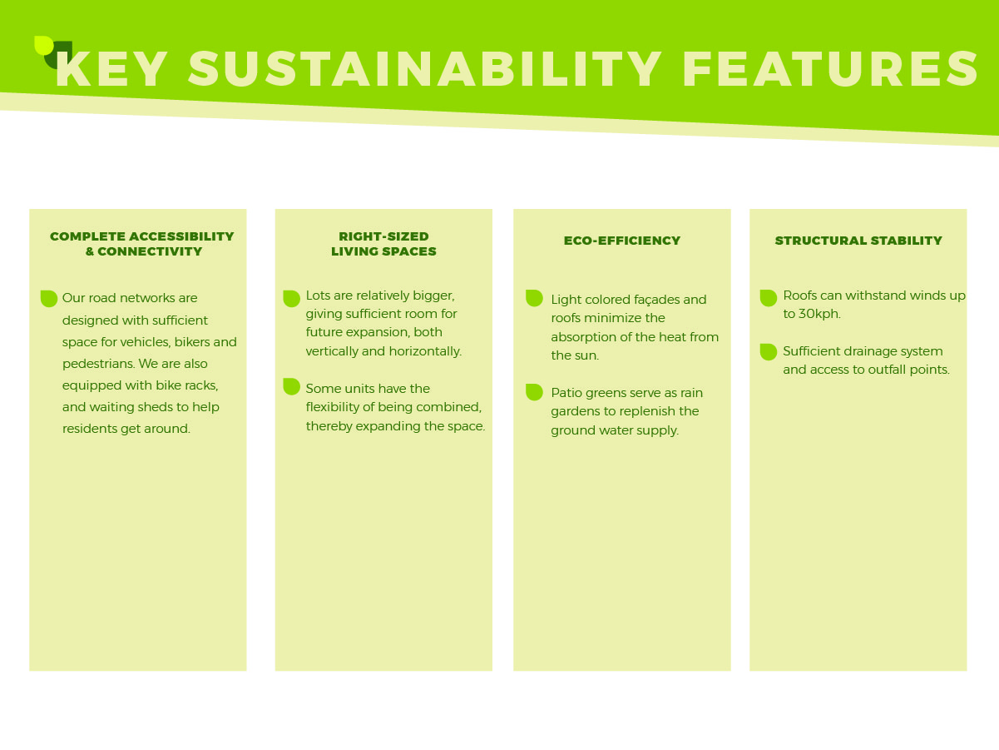 KEY SUSTAINABILITY FEATURES
COMPLETE ACCESSIBILITY
& CONNECTIVITY
Our road networks are
designed with sufficient
space for vehicles, bikers and
pedestrians. We are also
equipped with bike racks,
and waiting sheds to help
residents get around.
RIGHT-SIZED
LIVING SPACES
Lots are relatively bigger,
giving sufficient room for
future expansion, both
vertically and horizontally.
Some units have the
flexibility of being combined,
thereby expanding the space.
ECO-EFFICIENCY
Light colored façades and
roofs minimize the
absorption of the heat from
the sun.
Patio greens serve as rain
gardens to replenish the
ground water supply.
STRUCTURAL STABILITY
Roofs can withstand winds up
to 30kph.
Sufficient drainage system
and access to outfall points.